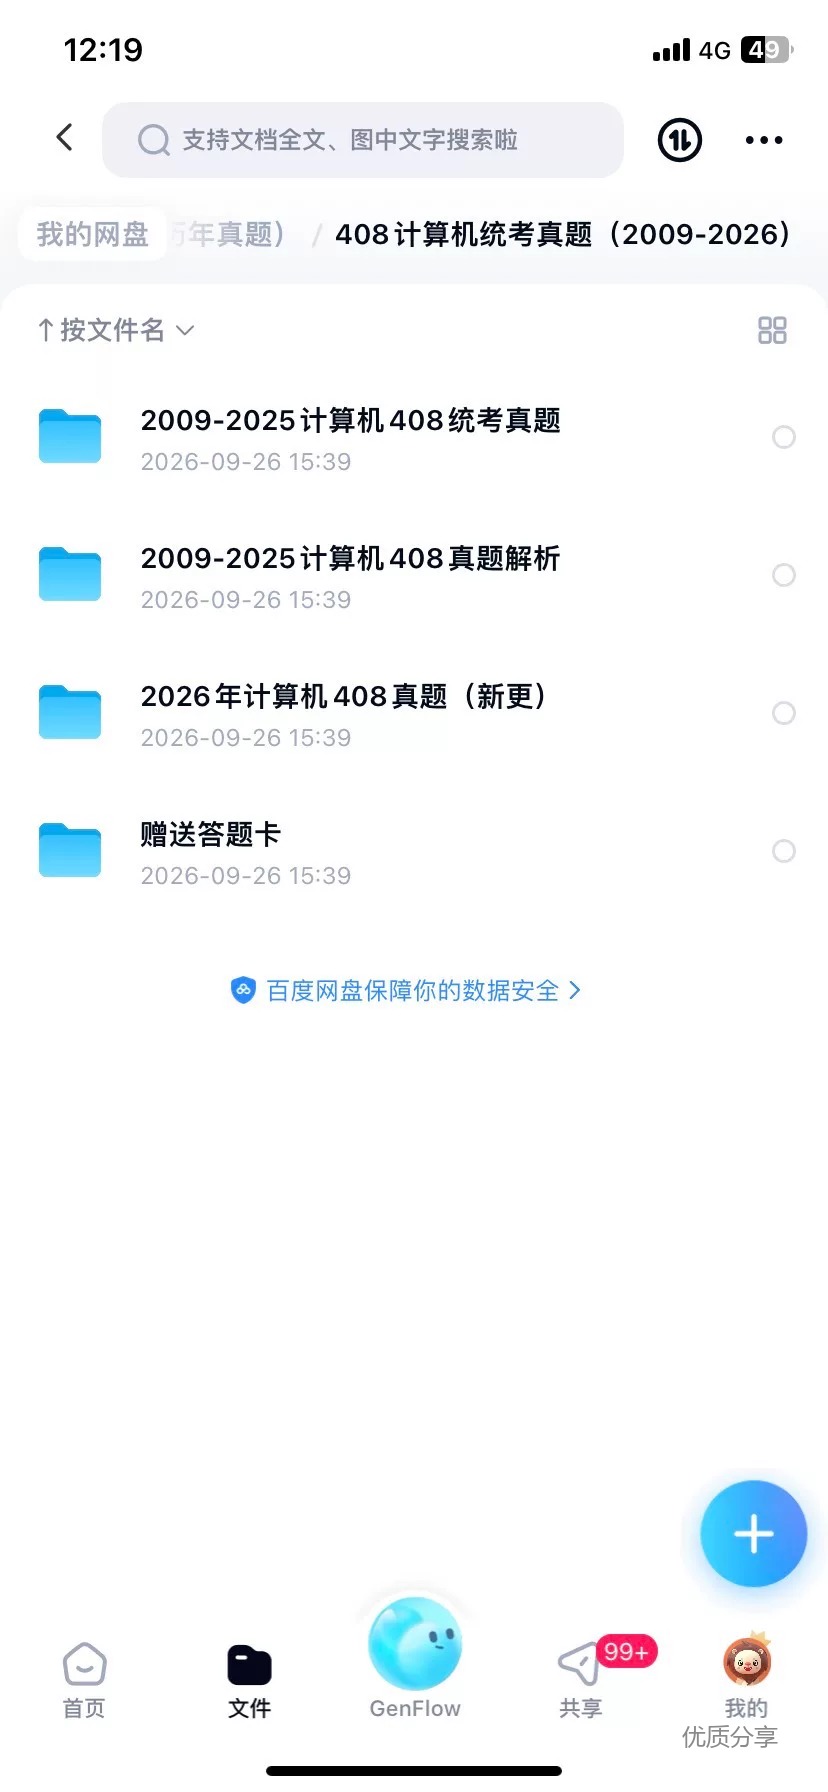 12:19
4G 49
支持文档全文、图中文字搜索啦
我的网盘 历年真题） / 408计算机统考真题（2009-2026）
↑按文件名
2009-2025计算机408统考真题
2026-09-26 15:39
2009-2025计算机408真题解析
2026-09-26 15:39
2026年计算机408真题（新更）
2026-09-26 15:39
赠送答题卡
2026-09-26 15:39
百度网盘保障你的数据安全
99+
首页 文件 GenFlow 共享 我的
优质分享